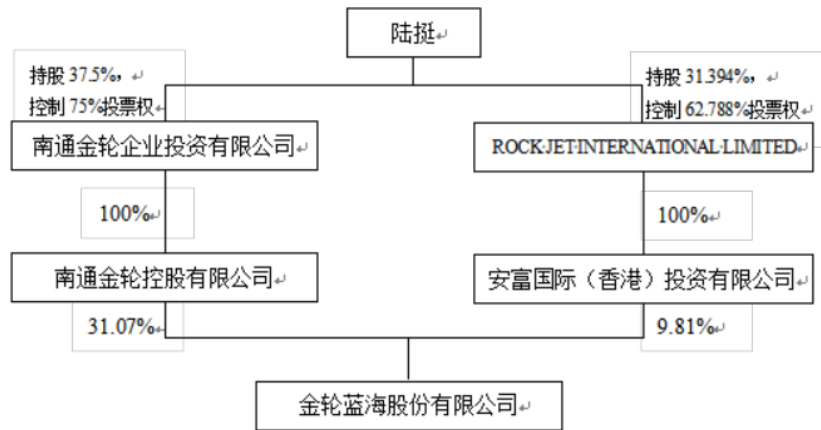 陆挺
持股 37.5%，
控制 75%投票权
持股 31.394%，
控制 62.788%投票权
南通金轮企业投资有限公司
ROCK·JET·INTERNATIONAL·LIMITED
100%
100%
南通金轮控股有限公司
安富国际（香港）投资有限公司
31.07%
9.81%
金轮蓝海股份有限公司